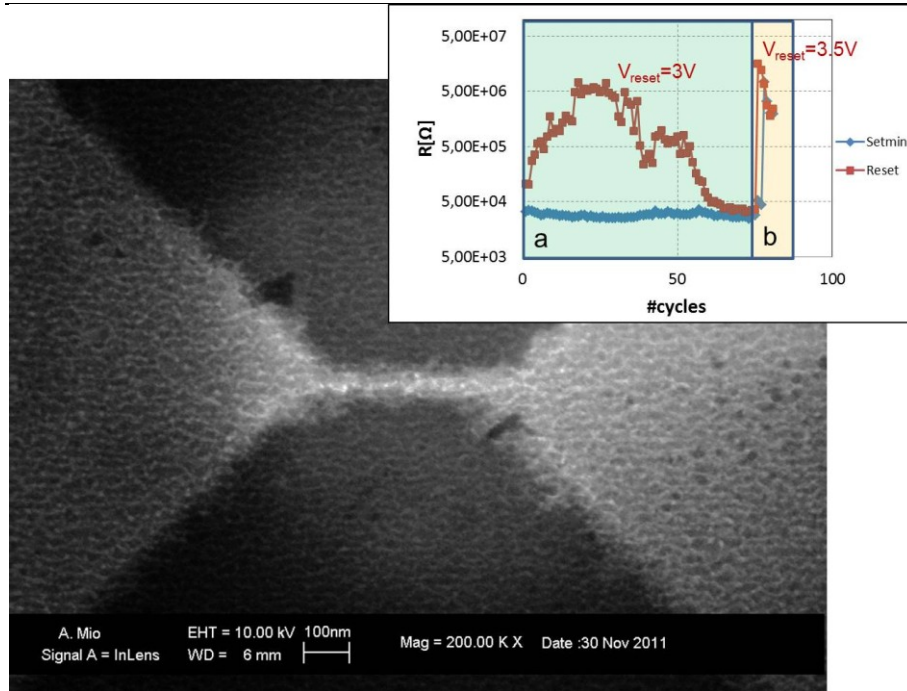 5,00E+07
5,00E+06
5,00E+05
5,00E+04
5,00E+03
R[Ω]
Vreset=3V
Vreset=3.5V
a
b
0
50
100
#cycles
Setmin
Reset
A. Mio
Signal A = InLens
EHT = 10.00 kV
WD = 6 mm
100nm
Mag = 200.00 K X
Date :30 Nov 2011